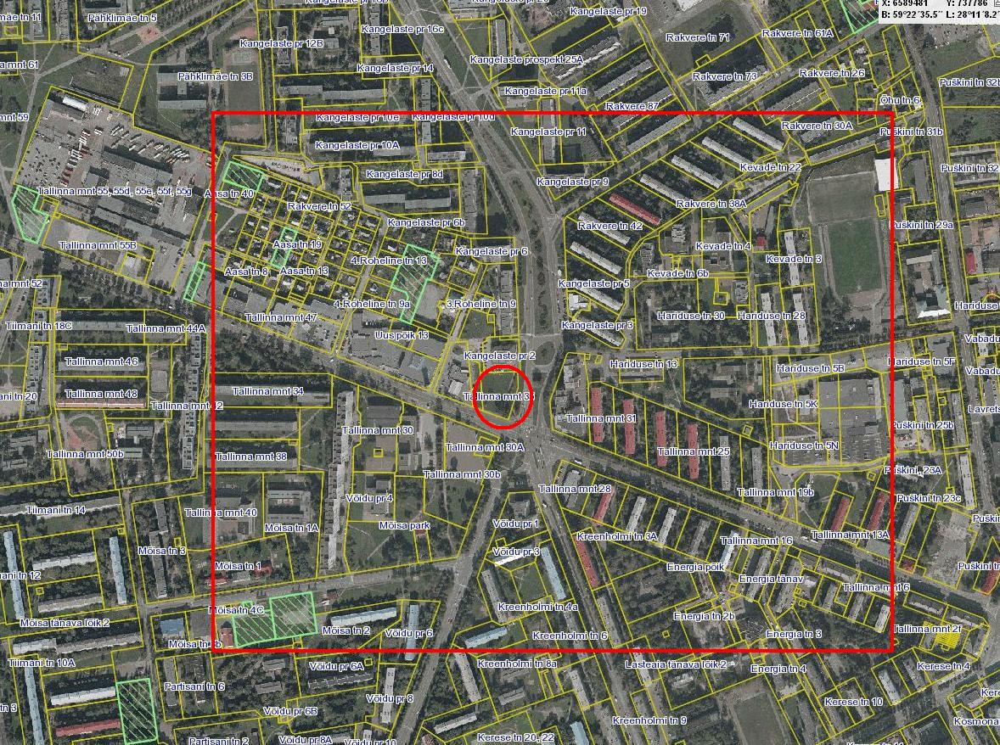 X: 6589481 Y: 737786
B: 59°22'35.5" L: 28°11'8.2
Kangelaste pr 16c
Kangelaste pr 19
Pähklimäe tn 5
Rakvere tn 71
Rakvere tn 61A
Kangelaste pr 12B
Kangelaste pr 14
Kangelaste prospekt 25A
Pähklimäe tn 3B
Rakvere tn 73
Rakvere tn 26
Puškini tn 32b
Kangelaste pr11a
Rakvere 87
Õhu tn 6
Kangelaste pr 10e
Kangelaste pr 10d
Rakvere tn 30A
Kangelaste pr 11
Puškini tn 31b
Kangelaste pr 10A
Kevade tn 22
Puškini tn 32
Kangelaste pr 8d
Kangelaste pr 9
Tallinna mnt 55, 55d, 55e, 55f, 55g
Aasa tn 40
Rakvere tn 52
Rakvere tn 38A
Kangelaste pr 6b
Rakvere tn 42
Puškini tn 29a
Tallinna mnt 55B
Aasa tn 19
Kangelaste pr 6
Kevade tn 4
4.Roheline tn 13
Kevade tn 3
Aasa tn 8
Aasa tn 13
Kevade tn 6b
Kangelaste pr 5
4.Roheline tn 9a
3.Roheline tn 9
Tallinna mnt 47
Hariduse tn 30
Hariduse tn 28
Tiimani tn 18C
Tallinna mnt 44A
Kangelaste pr 3
Uus põik 13
Kangelaste pr 2
Tallinna mnt 46
Hariduse tn 13
Hariduse tn 5B
Hariduse tn 5F
Tallinna mnt 48
Tallinna mnt 34
Hariduse tn 5K
Tallinna mnt 31
Puškini tn 25b
Tallinna mnt 30
Tallinna mnt 30A
Hariduse tn 5N
Tallinna mnt 50b
Tallinna mnt 38
Tallinna mnt 25
Tallinna mnt 30b
Puškini, 23A
Tallinna mnt 28
Tallinna mnt 19b
Võidu pr 4
Puškini tn 23c
Tiimani tn 14
Tallinna mnt 40
Mõisa tn 1A
Mõisa park
Võidu pr 1
Kreenholmi tn 3A
Tallinna mnt 16
Tallinna mnt 13A
Mõisa tn 3
Võidu pr 3
Mõisa tn 1
Energia põik
Energia tänav
Tallinna mnt 6
Mõisa tn 4C
Kreenholmi tn 4a
Energia tn 2b
Mõisa tänava lõik 2
Mõisa tn 2
Võidu pr 6
Kreenholmi tn 6
Energia tn 3
Tallinna mnt 2f
Tiimani tn 10A
Võidu pr 6A
Kreenholmi tn 8a
Lasteaia tänava lõik 2
Energia tn 4
Kerese tn 4
Partisani tn 6
Võidu pr 8
Kerese tn 10
Võidu pr 6B
Kreenholmi tn 9
Partisani tn 2
Võidu pr 8A
Võidu pr 10
Kerese tn 20, 22